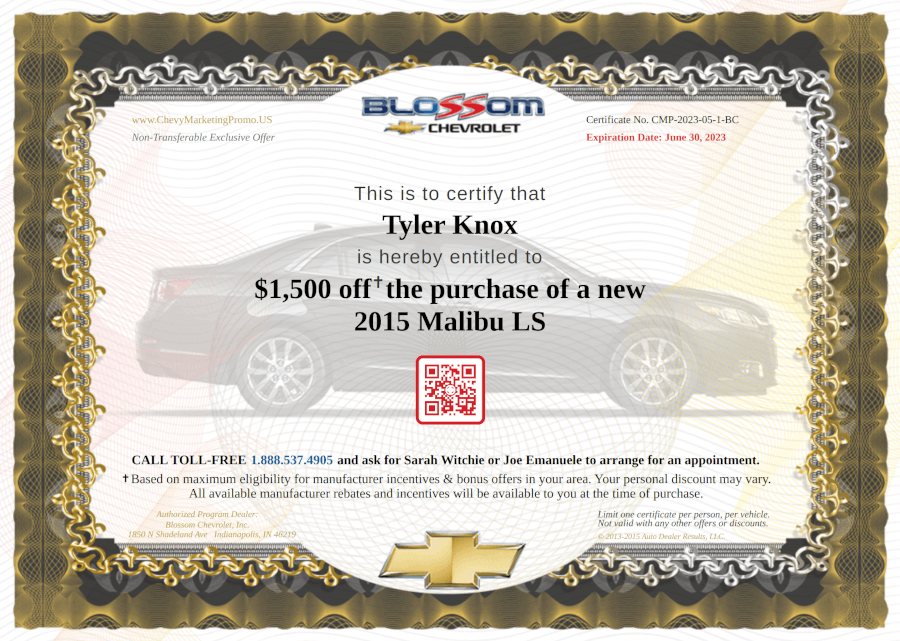 BLOSSOM
CHEVROLET
www.ChevyMarketingPromo.US
Non-Transferable Exclusive Offer
Certificate No. CMP-2023-05-1-BC
Expiration Date: June 30, 2023
This is to certify that
Tyler Knox
is hereby entitled to
$1,500 off† the purchase of a new
2015 Malibu LS
CALL TOLL-FREE 1.888.537.4905 and ask for Sarah Witchie or Joe Emanuele to arrange for an appointment.
†Based on maximum eligibility for manufacturer incentives & bonus offers in your area. Your personal discount may vary.
All available manufacturer rebates and incentives will be available to you at the time of purchase.
Authorized Program Dealer:
Blossom Chevrolet, Inc.
1850 N Shadeland Ave Indianapolis, IN 46219
Limit one certificate per person, per vehicle.
Not valid with any other offers or discounts.
© 2013-2015 Auto Dealer Results, LLC.